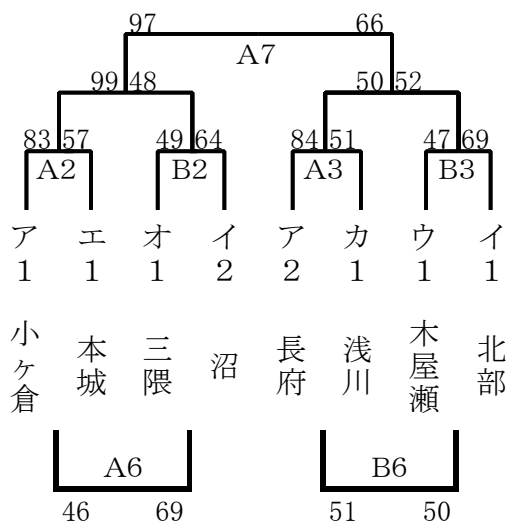 97 66
A7
99 48 50 52
83 57 49 64 84 51 47 69
A2 B2 A3 B3
ア1 エ1 オ1 イ2 ア2 カ1 ウ1 イ1
小ヶ倉 本城 三隈 沼 長府 浅川 木屋瀬 北部
A6 B6
46 69 51 50